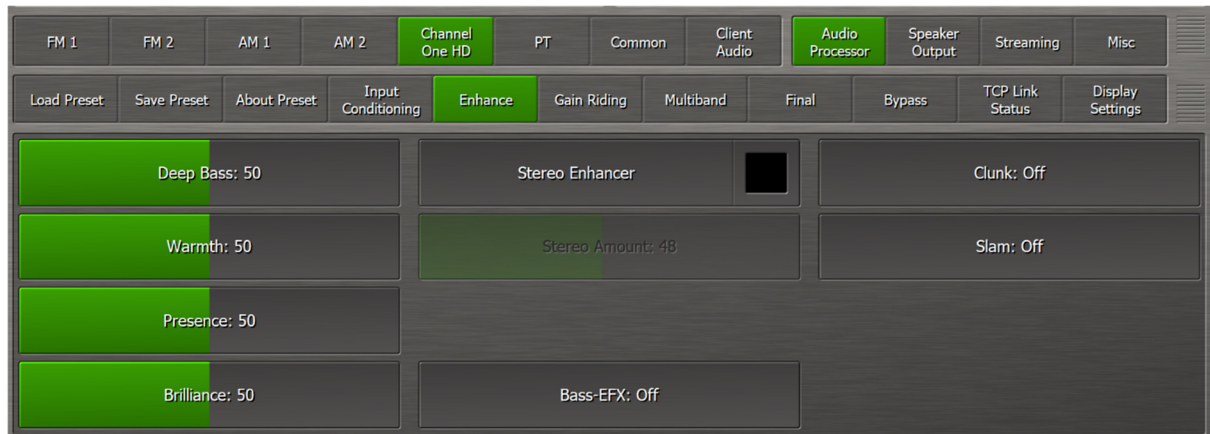 FM 1
FM 2
AM 1
AM 2
Channel
One HD
PT
Common
Client
Audio
Audio
Processor
Speaker
Output
Streaming
Misc
Load Preset
Save Preset
About Preset
Input
Conditioning
Enhance
Gain Riding
Multiband
Final
Bypass
TCP Link
Status
Display
Settings
Deep Bass: 50
Stereo Enhancer
Clunk: Off
Warmth: 50
Stereo Amount: 48
Slam: Off
Presence: 50
Brilliance: 50
Bass-EFX: Off